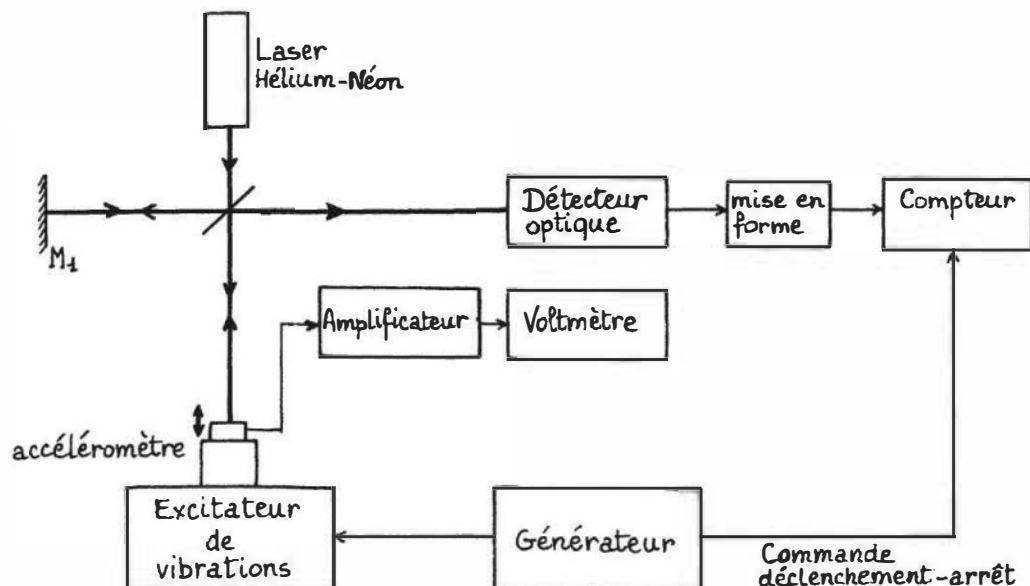 Laser
Hélium-Néon
M1
Détecteur
optique
mise en
forme
Compteur
Amplificateur
Voltmètre
accéléromètre
Excitateur
de
vibrations
Générateur
Commande
déclenchement-arrêt